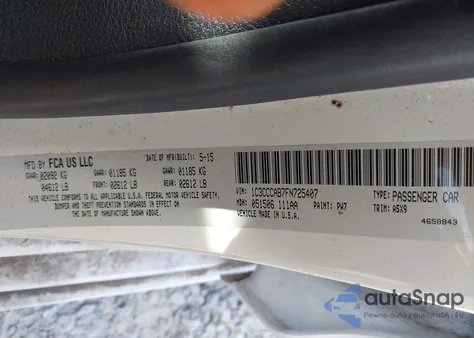 MFD BY FCA US LLC DATE OF MFR(BUILT): 5-15
GVWR: 02092 KG GAWR: 01185 KG GAWR: 01185 KG
04612 LB FRONT: 02612 LB REAR: 02612 LB
THIS VEHICLE CONFORMS TO ALL APPLICABLE U.S.A. FEDERAL MOTOR VEHICLE SAFETY,
BUMPER AND THEFT PREVENTION STANDARDS IN EFFECT ON
THE DATE OF MANUFACTURE SHOWN ABOVE.
VIN: 1C3CCCAB7FN725407 TYPE: PASSENGER CAR
MDH: 051506 111AA PAINT: PW7 TRIM: A5X9
VEHICLE MADE IN U.S.A. 4658843
autoSnap
Pewne auto z USA